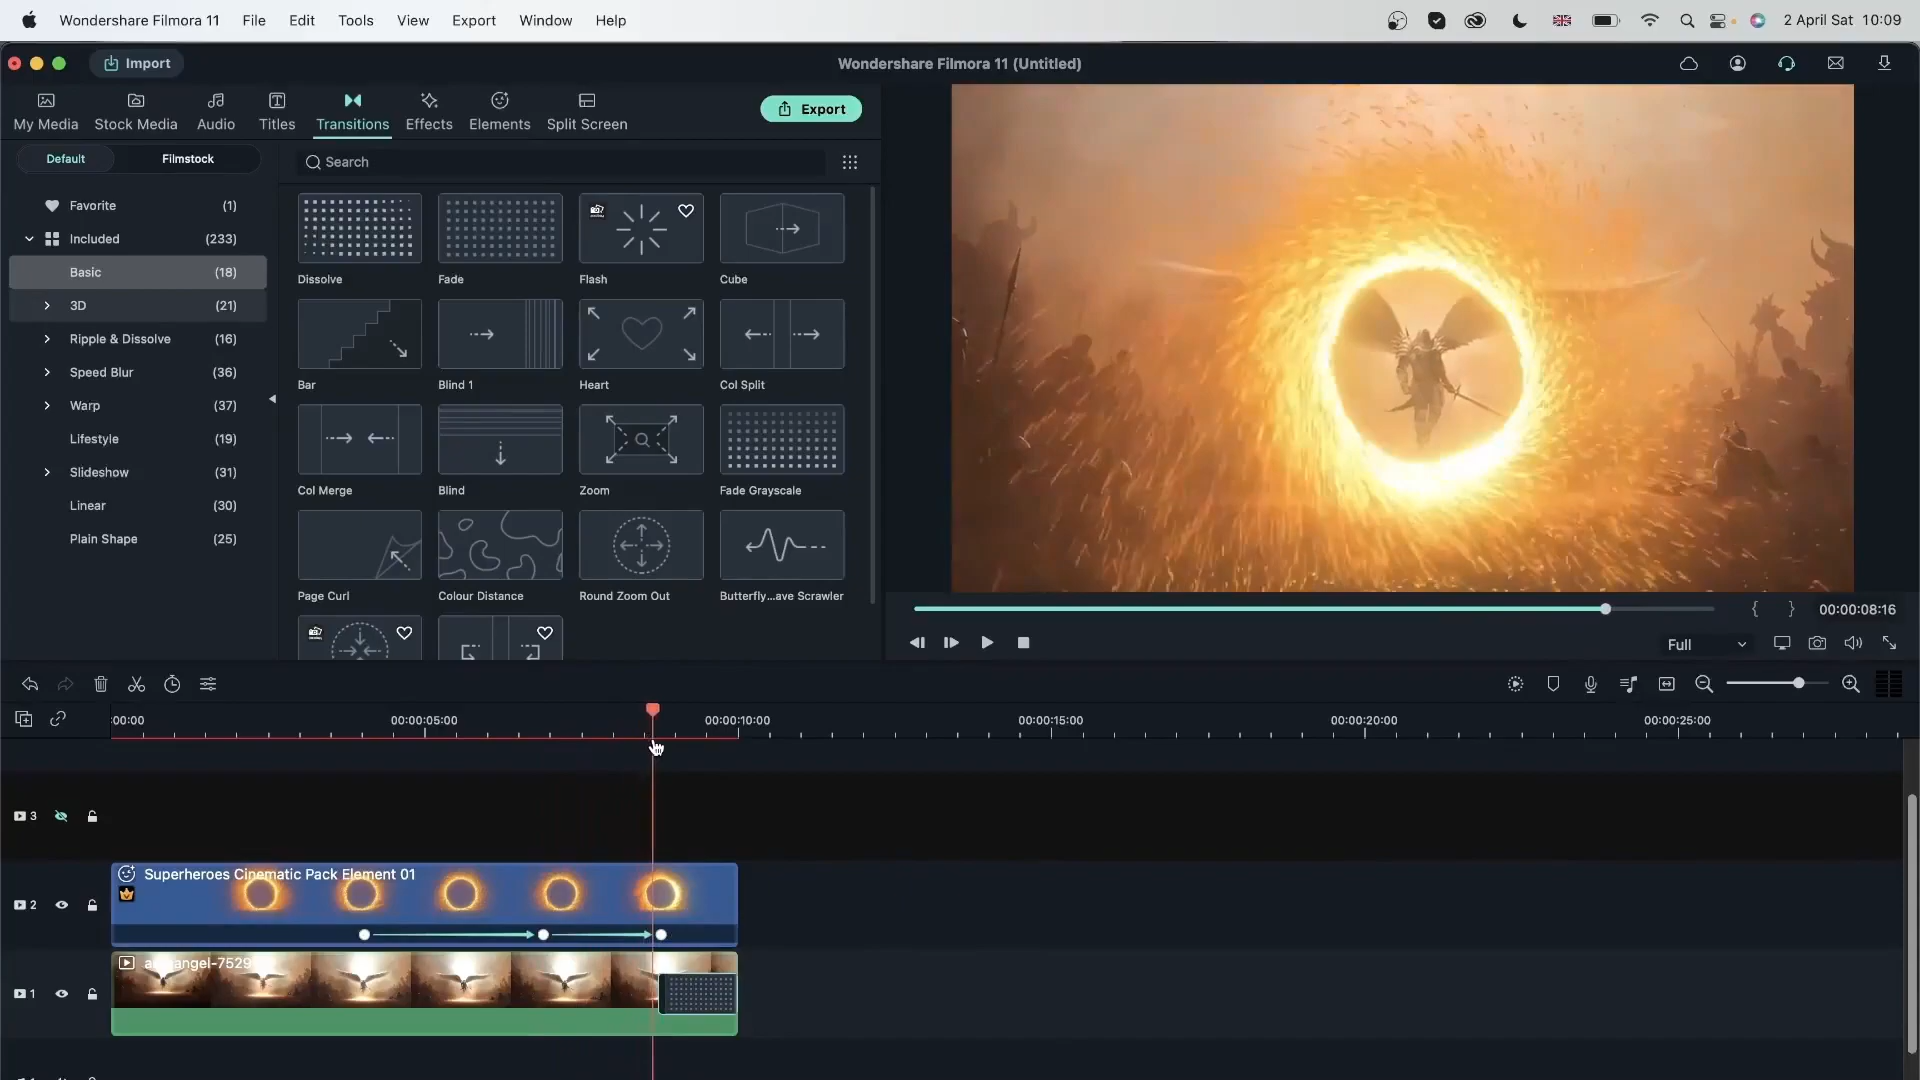 Wondershare Filmora 11 File Edit Tools View Export Window Help 2 April Sat 10:09
Import Wondershare Filmora 11 (Untitled)
My Media Stock Media Audio Titles Transitions Effects Elements Split Screen Export
Default Filmstock Search
Favorite (1)
Included (233)
Basic (18)
3D (21)
Ripple & Dissolve (16)
Speed Blur (36)
Warp (37)
Lifestyle (19)
Slideshow (31)
Linear (30)
Plain Shape (25)
Dissolve Fade Flash Cube
Bar Blind 1 Heart Col Split
Col Merge Blind Zoom Fade Grayscale
Page Curl Colour Distance Round Zoom Out Butterfly...ave Scrawler
{ } 00:00:08:16
Full
:00:00 00:00:05:00 00:00:10:00 00:00:15:00 00:00:20:00 00:00:25:00
3
Superheroes Cinematic Pack Element 01
2
1